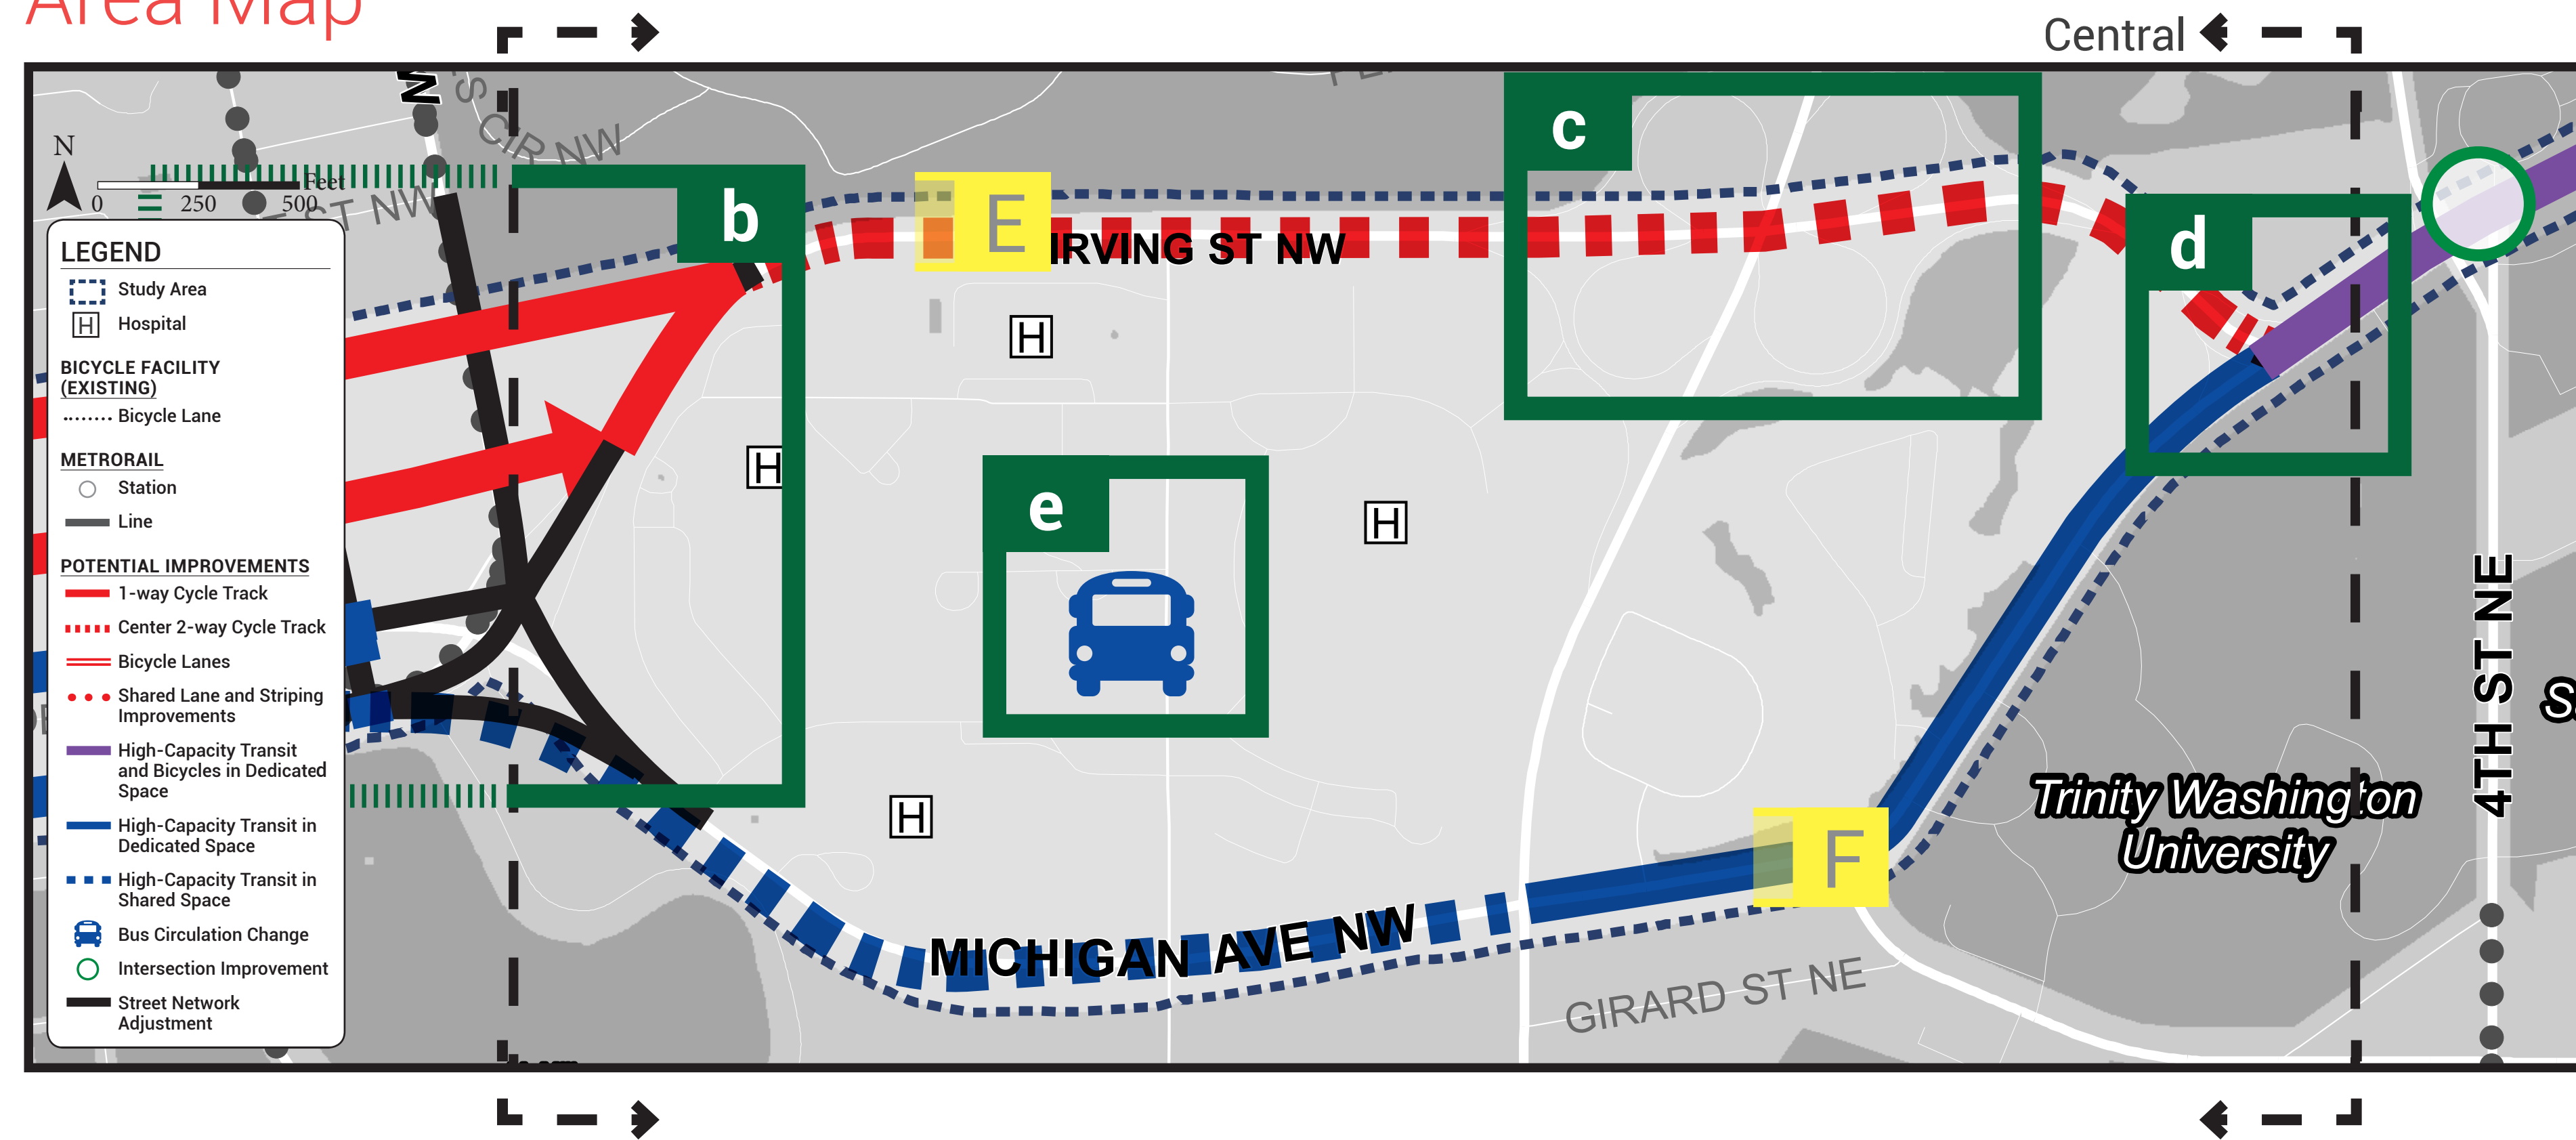 Area Map
Central
N
Feet
0 250 500
CIR NW
ST NW
LEGEND
Study Area
H Hospital
BICYCLE FACILITY
(EXISTING)
Bicycle Lane
METRORAIL
Station
Line
POTENTIAL IMPROVEMENTS
1-way Cycle Track
Center 2-way Cycle Track
Bicycle Lanes
Shared Lane and Striping
Improvements
High-Capacity Transit
and Bicycles in Dedicated
Space
High-Capacity Transit in
Dedicated Space
High-Capacity Transit in
Shared Space
Bus Circulation Change
Intersection Improvement
Street Network
Adjustment
b
E
IRVING ST NW
c
d
H
H
H
H
e
F
MICHIGAN AVE NW
GIRARD ST NE
Trinity Washington
University
4TH ST NE